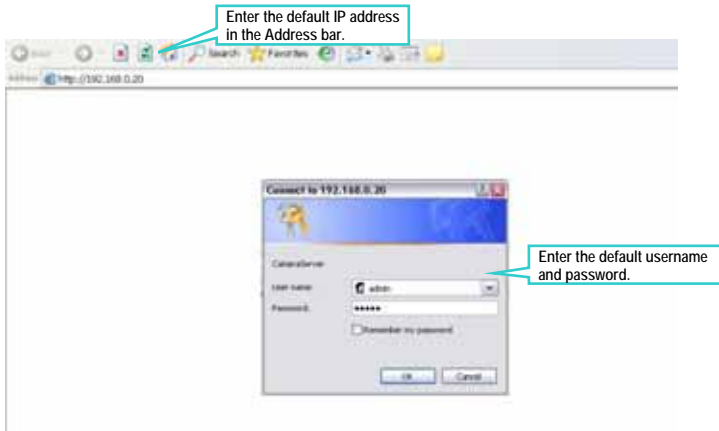 Enter the default IP address
in the Address bar.
Back Search Favorites
Address http://192.168.0.20
Connect to 192.168.0.20
CameraServer
User name: admin
Password: •••••
Remember my password
OK Cancel
Enter the default username
and password.